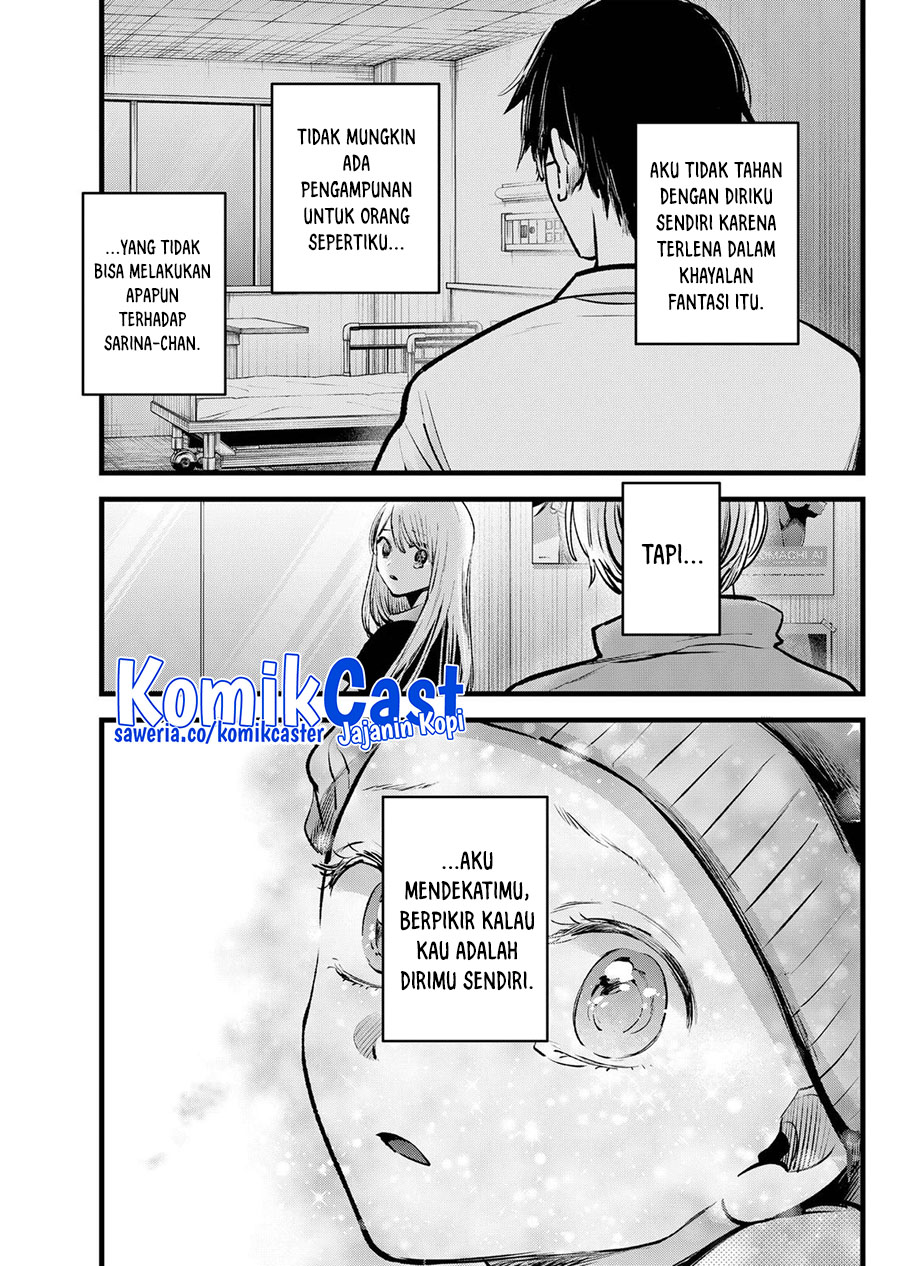 AKU TIDAK TAHAN
DENGAN DIRIKU
SENDIRI KARENA
TERLENA DALAM
KHAYALAN
FANTASI ITU.
TIDAK MUNGKIN
ADA
PENGAMPUNAN
UNTUK ORANG
SEPERTIKU...
...YANG TIDAK
BISA MELAKUKAN
APAPUN
TERHADAP
SARINA-CHAN.
TAPI...
OMACHI AI
KomikCast
saweria.co/komikcaster Jajanin Kopi
...AKU
MENDEKATIMU,
BERPIKIR KALAU
KAU ADALAH
DIRIMU SENDIRI.